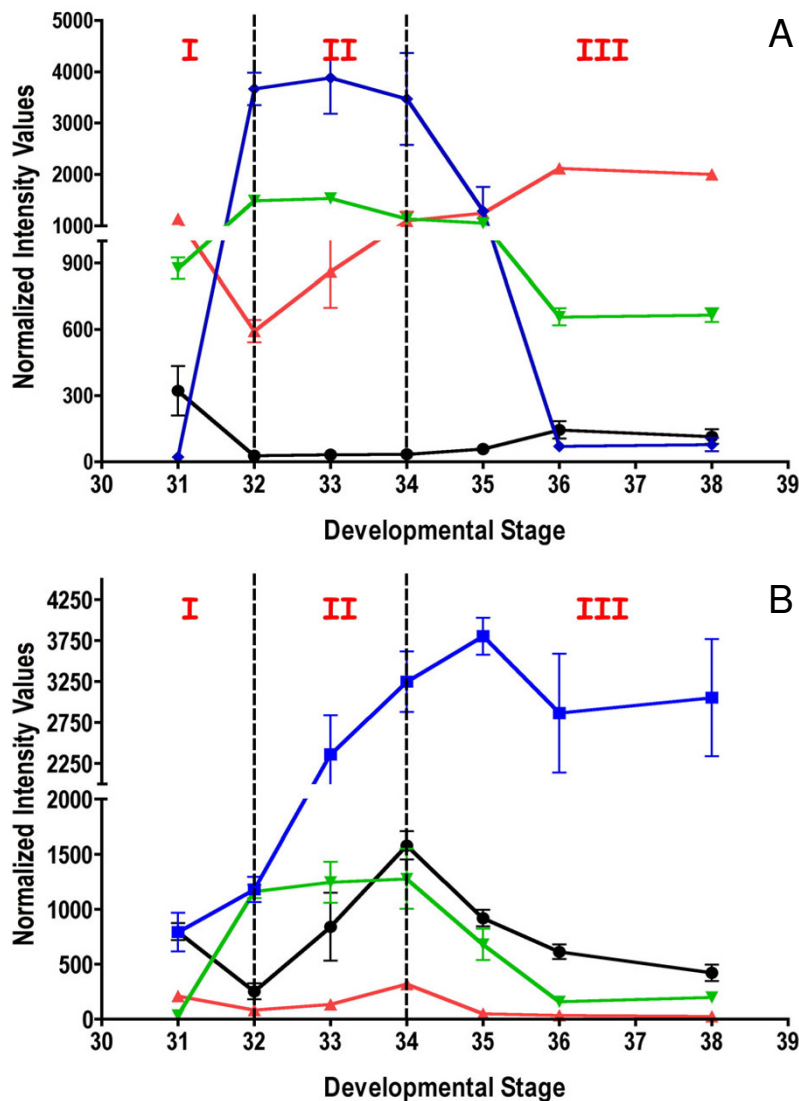 A
I II III
Normalized Intensity Values
5000
4000
3000
2000
1000
900
600
300
0
30 31 32 33 34 35 36 37 38 39
Developmental Stage
B
I II III
Normalized Intensity Values
4250
3750
3250
2750
2250
2000
1500
1000
500
0
30 31 32 33 34 35 36 37 38 39
Developmental Stage